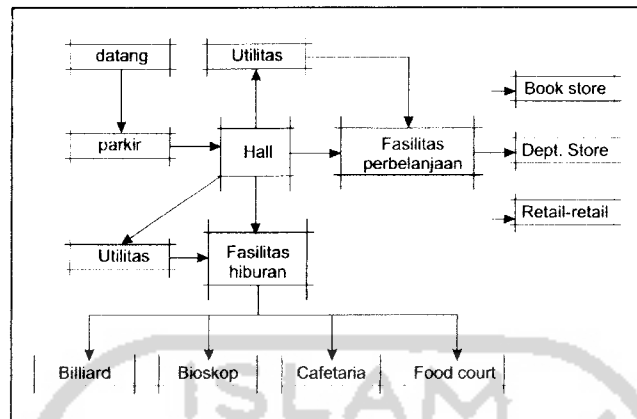 datang
Utilitas
Book store
parkir
Hall
Fasilitas
perbelanjaan
Dept. Store
Retail-retail
Utilitas
Fasilitas
hiburan
Billiard
Bioskop
Cafetaria
Food court
ISLAM